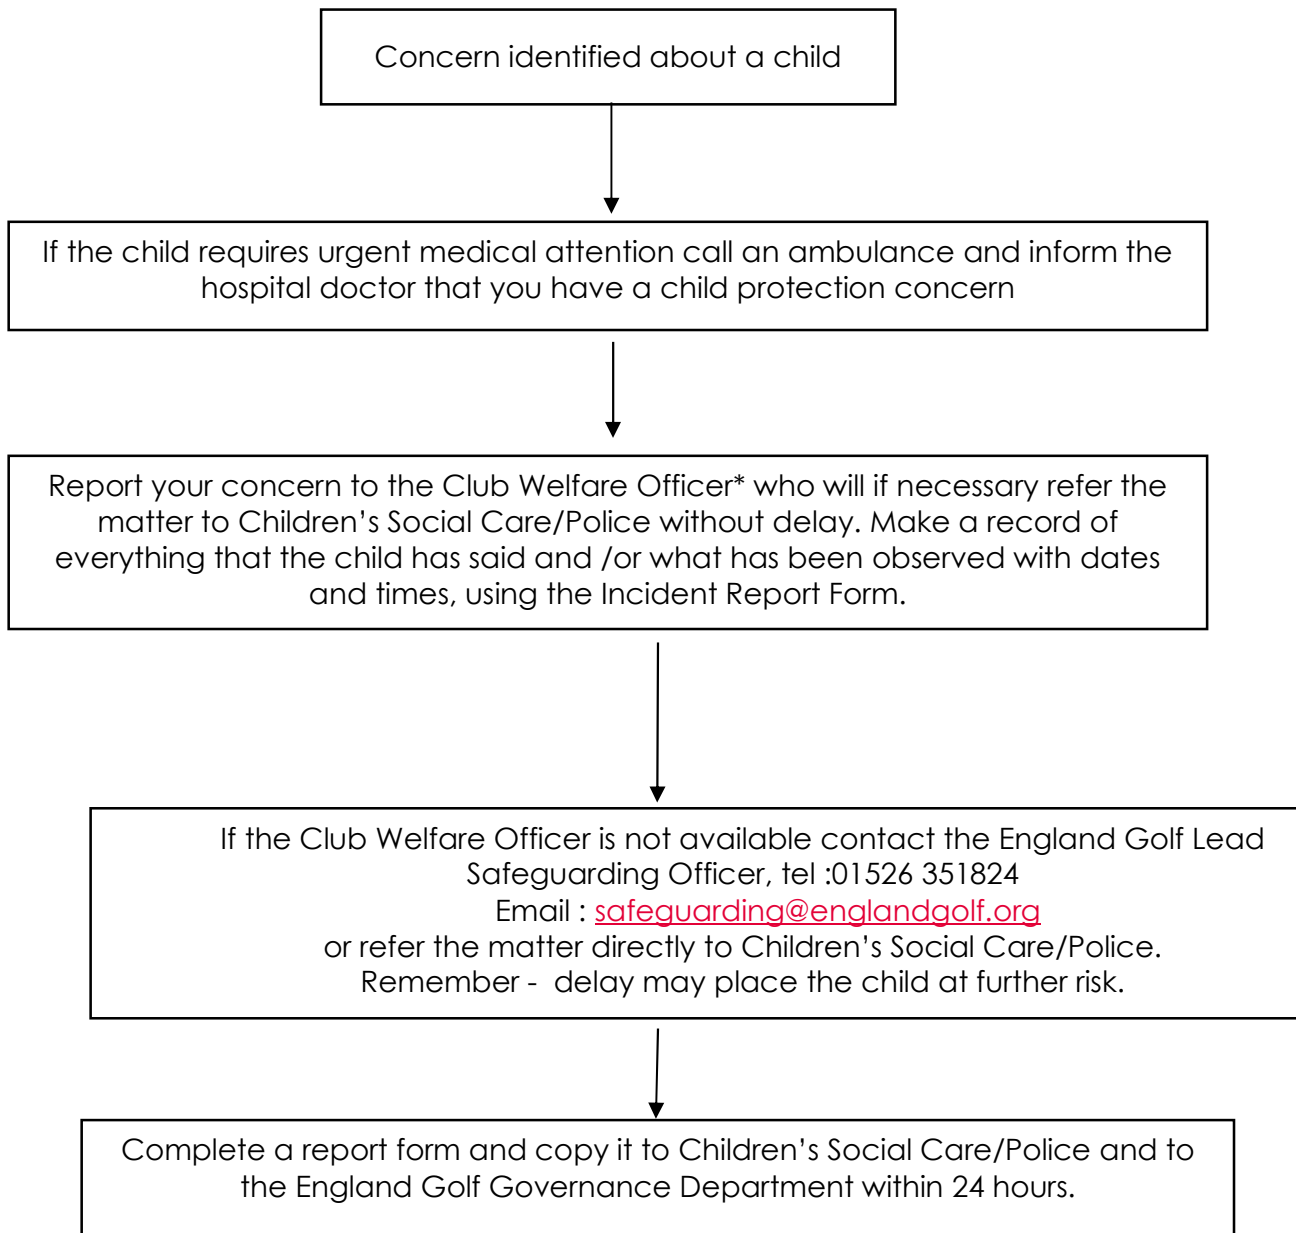 Concern identified about a child
If the child requires urgent medical attention call an ambulance and inform the
hospital doctor that you have a child protection concern
Report your concern to the Club Welfare Officer* who will if necessary refer the
matter to Children’s Social Care/Police without delay. Make a record of
everything that the child has said and /or what has been observed with dates
and times, using the Incident Report Form.
If the Club Welfare Officer is not available contact the England Golf Lead
Safeguarding Officer, tel :01526 351824
Email : safeguarding@englandgolf.org
or refer the matter directly to Children’s Social Care/Police.
Remember -  delay may place the child at further risk.
Complete a report form and copy it to Children’s Social Care/Police and to
the England Golf Governance Department within 24 hours.